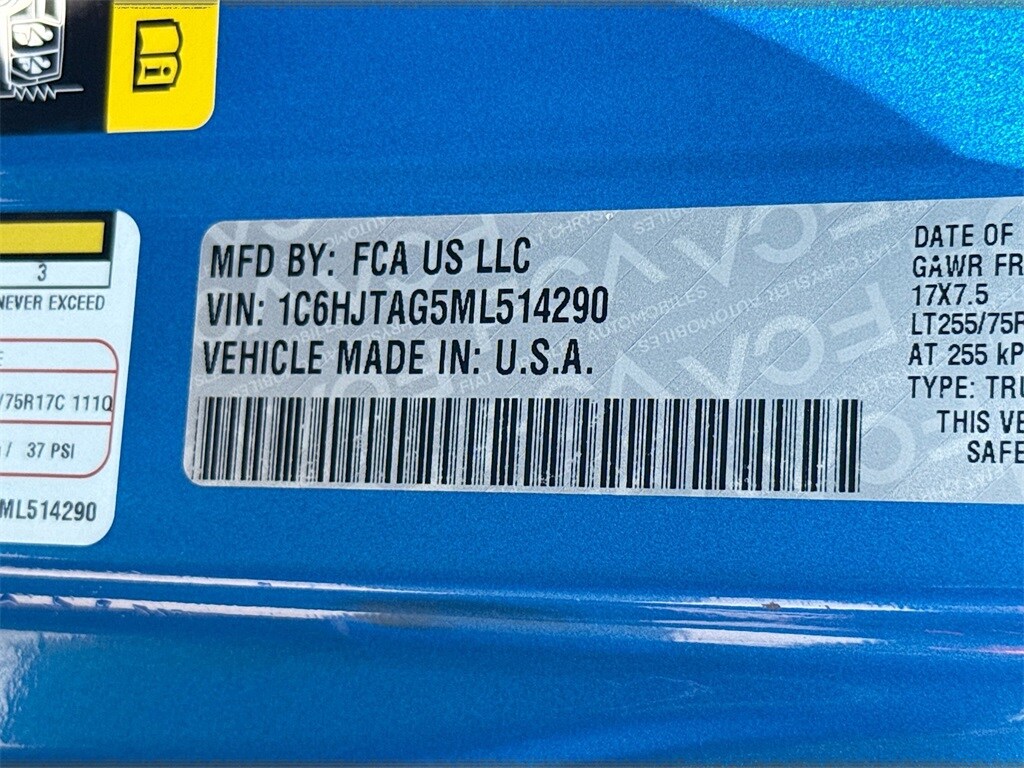 3
NEVER EXCEED
/75R17C 111Q
/ 37 PSI
ML514290
MFD BY: FCA US LLC
VIN: 1C6HJTAG5ML514290
VEHICLE MADE IN: U.S.A.
DATE OF
GAWR FR
17X7.5
LT255/75R
AT 255 kP
TYPE: TRU
THIS VE
SAFE